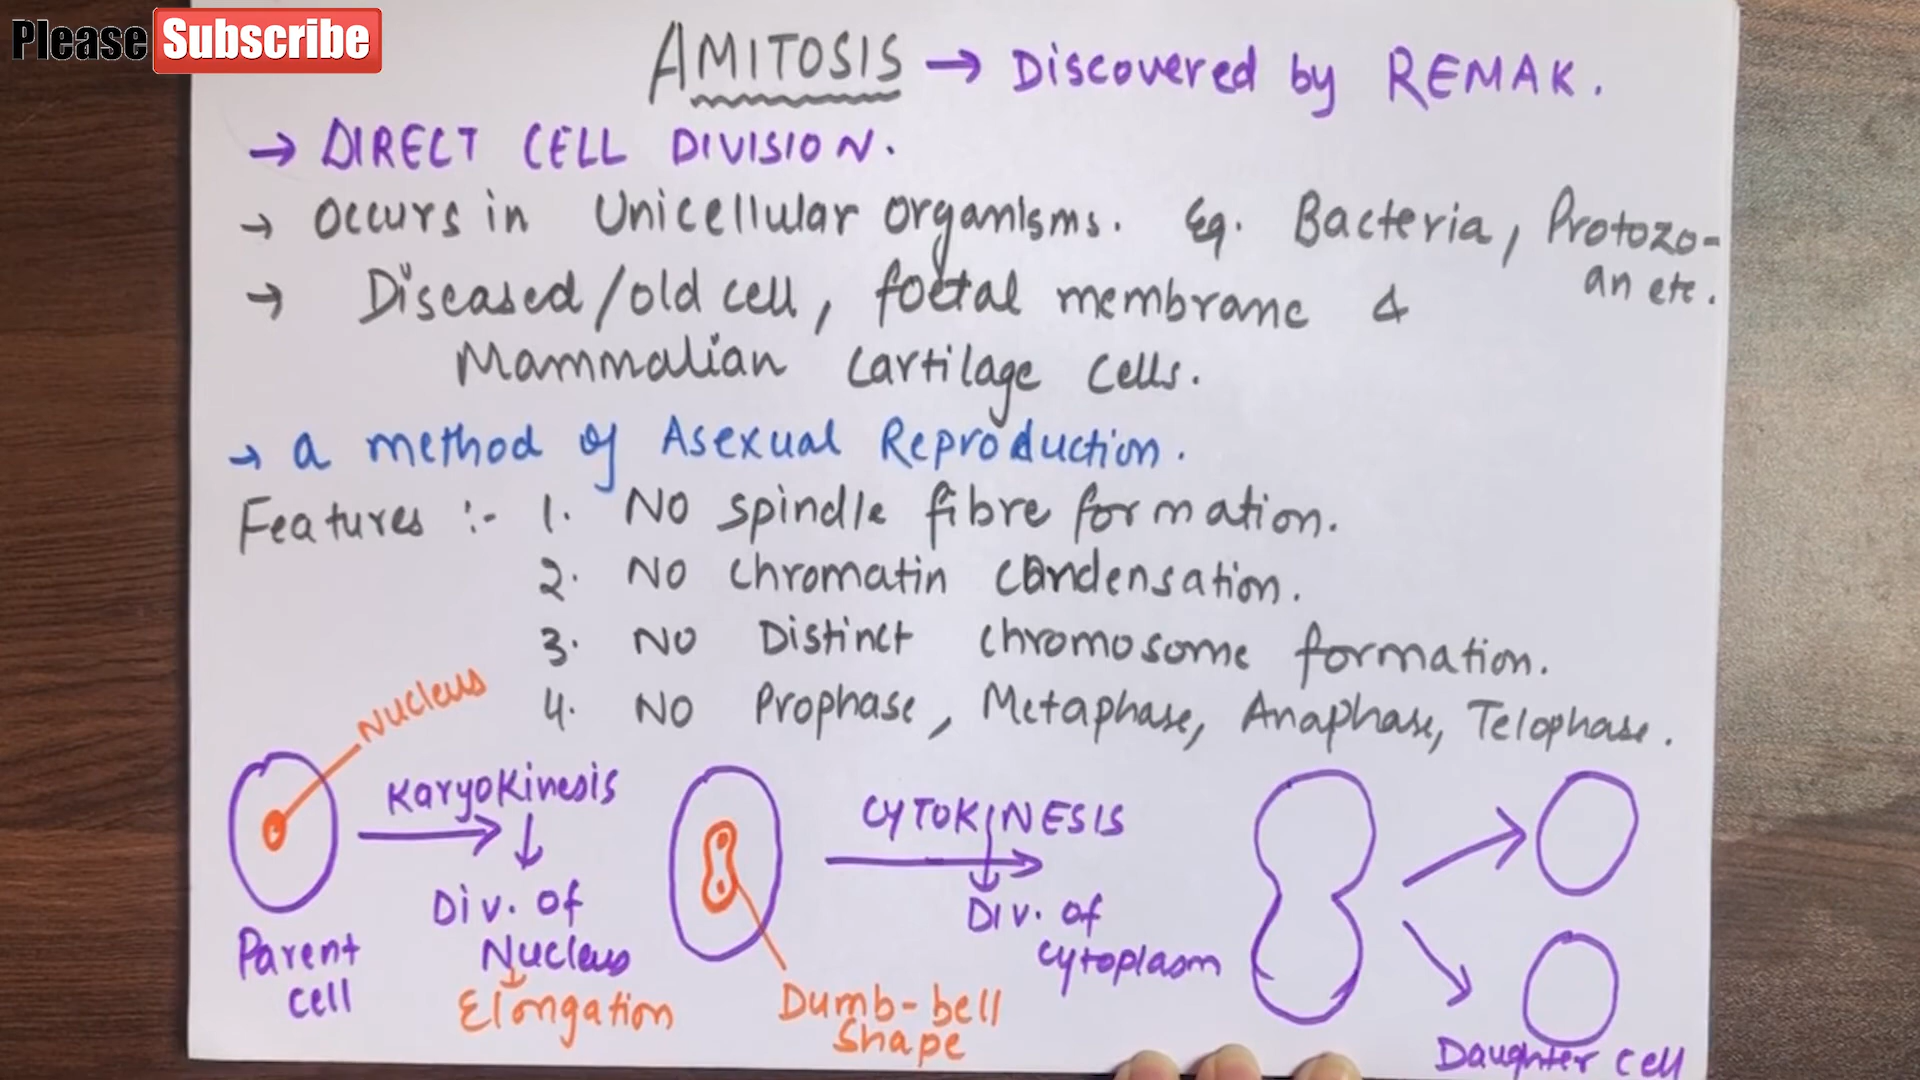 Please Subscribe
AMITOSIS → Discovered by REMAK.
→ DIRECT CELL DIVISION.
→ Occurs in Unicellular organisms. Eg. Bacteria, Protozo-
an etc.
→ Diseased/old cell, foetal membrane &
Mammalian cartilage cells.
→ a method of Asexual Reproduction.
Features :- 1. No spindle fibre formation.
2. No chromatin condensation.
3. No Distinct chromosome formation.
4. No Prophase, Metaphase, Anaphase, Telophase.
Nucleus
Karyokinesis
↓
Div. of
Nucleus
↓
Elongation
Parent
cell
CYTOKINESIS
↓
Div. of
cytoplasm
Dumb-bell
Shape
Daughter cell